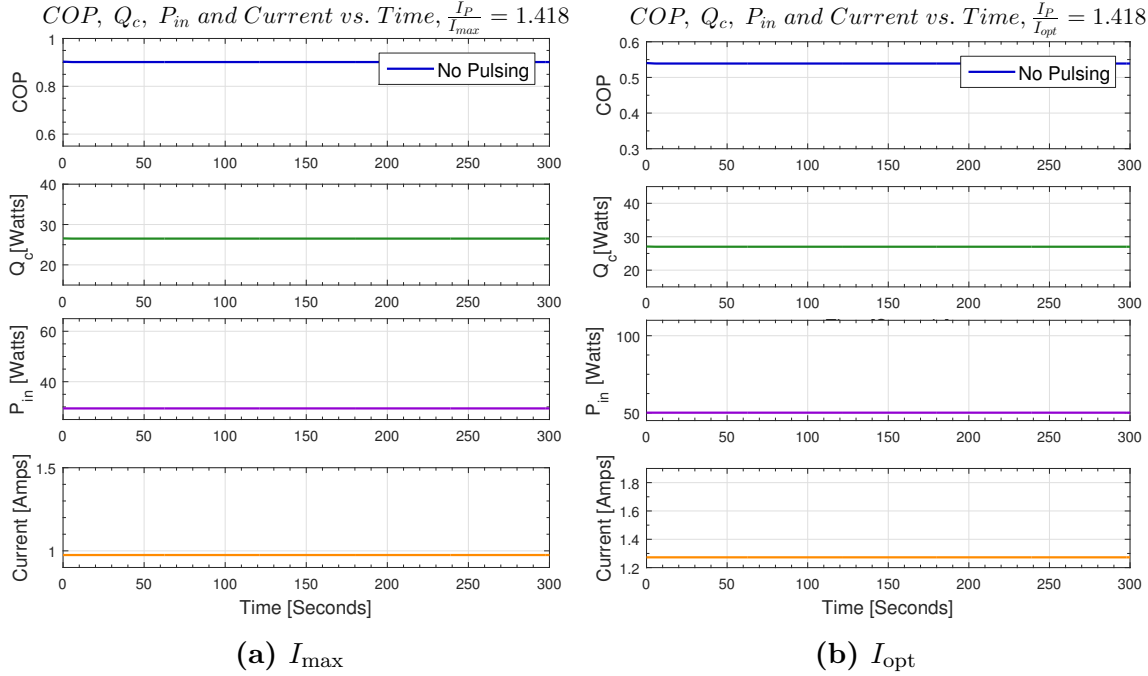 COP, Q_c, P_in and Current vs. Time, I_P/I_max = 1.418
1
0.8
0.6
COP
No Pulsing
0 50 100 150 200 250 300
40
30
20
Q_c[Watts]
0 50 100 150 200 250 300
60
40
P_in [Watts]
0 50 100 150 200 250 300
1.5
1
Current [Amps]
0 50 100 150 200 250 300
Time [Seconds]
(a) I_max
COP, Q_c, P_in and Current vs. Time, I_P/I_opt = 1.418
0.6
0.5
0.4
0.3
COP
No Pulsing
0 50 100 150 200 250 300
40
30
20
Q_c[Watts]
0 50 100 150 200 250 300
100
50
P_in [Watts]
0 50 100 150 200 250 300
1.8
1.6
1.4
1.2
Current [Amps]
0 50 100 150 200 250 300
Time [Seconds]
(b) I_opt